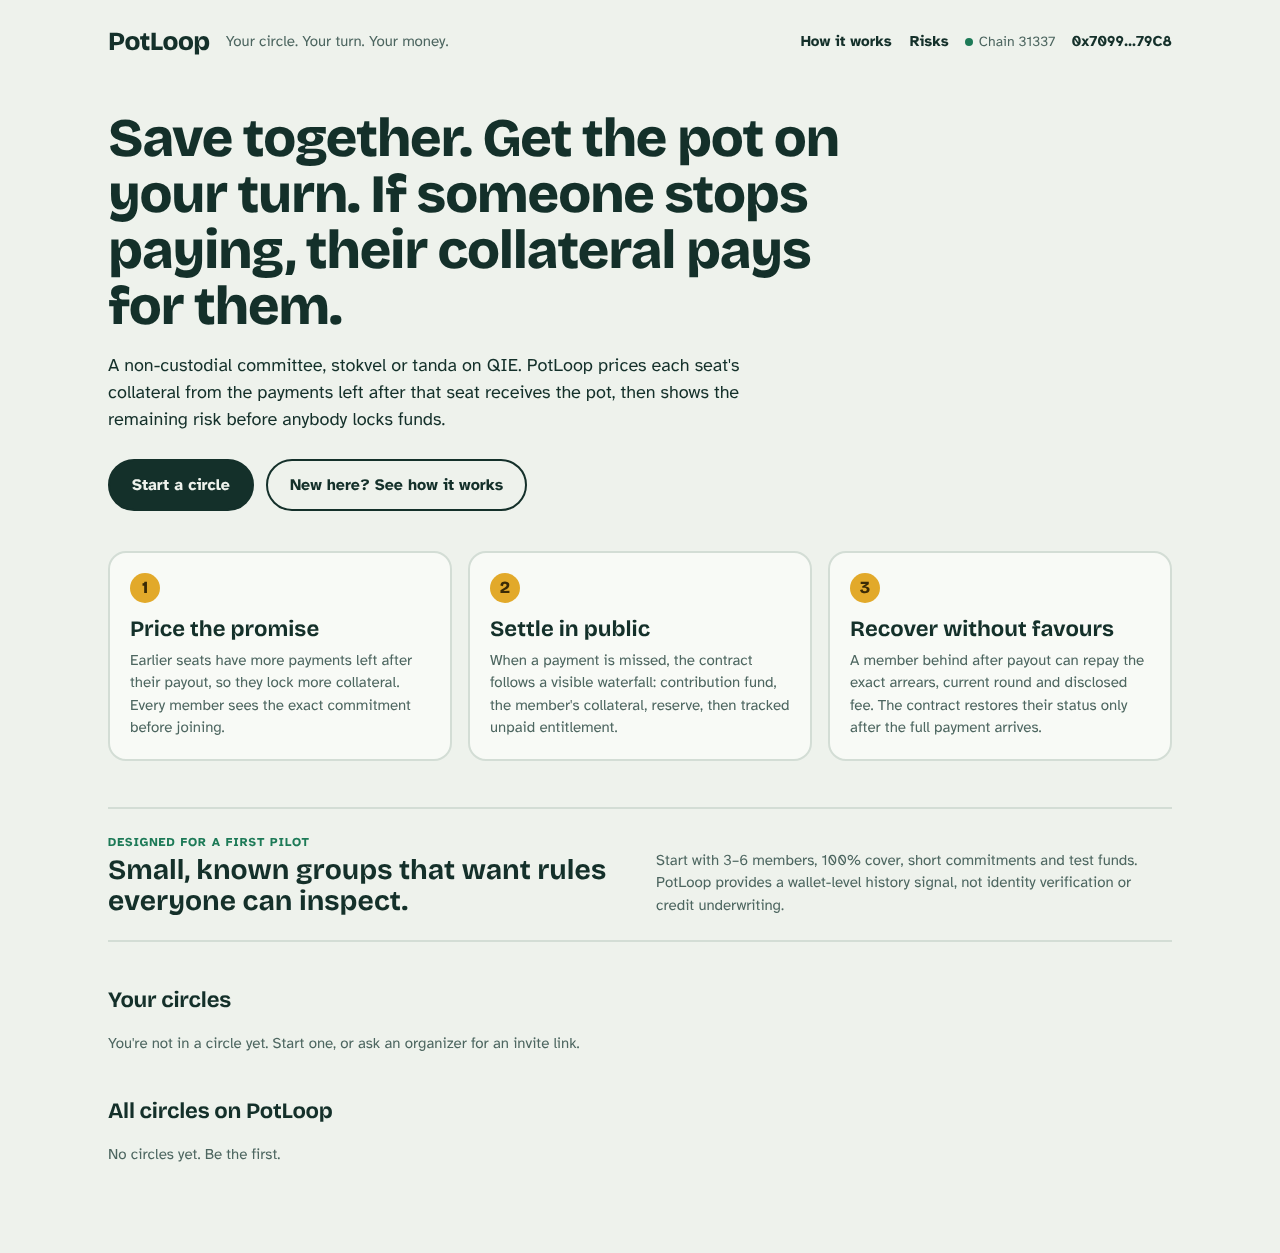 PotLoop
Your circle. Your turn. Your money.
How it works
Risks
Chain 31337
0x7099…79C8
Save together. Get the pot on
your turn. If someone stops
paying, their collateral pays
for them.
A non-custodial committee, stokvel or tanda on QIE. PotLoop prices each seat's
collateral from the payments left after that seat receives the pot, then shows the
remaining risk before anybody locks funds.
Start a circle
New here? See how it works
1
Price the promise
Earlier seats have more payments left after
their payout, so they lock more collateral.
Every member sees the exact commitment
before joining.
2
Settle in public
When a payment is missed, the contract
follows a visible waterfall: contribution fund,
the member's collateral, reserve, then tracked
unpaid entitlement.
3
Recover without favours
A member behind after payout can repay the
exact arrears, current round and disclosed
fee. The contract restores their status only
after the full payment arrives.
DESIGNED FOR A FIRST PILOT
Small, known groups that want rules
everyone can inspect.
Start with 3–6 members, 100% cover, short commitments and test funds.
PotLoop provides a wallet-level history signal, not identity verification or
credit underwriting.
Your circles
You're not in a circle yet. Start one, or ask an organizer for an invite link.
All circles on PotLoop
No circles yet. Be the first.